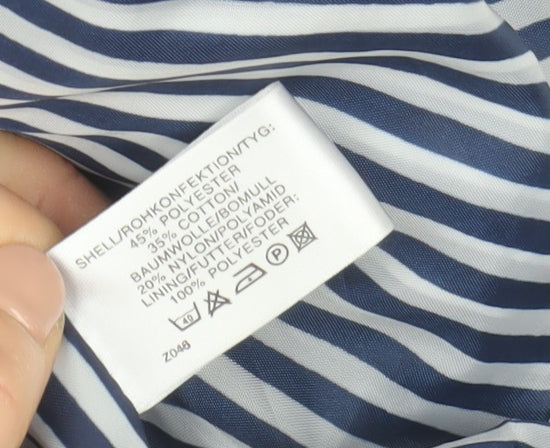 SHELL/ROHKONFEKTION/TYG:
45% POLYESTER
35% COTTON/
BAUMWOLLE/BOMULL
20% NYLON/POLYAMID
LINING/FUTTER/FODER:
100% POLYESTER
40 P
Z048